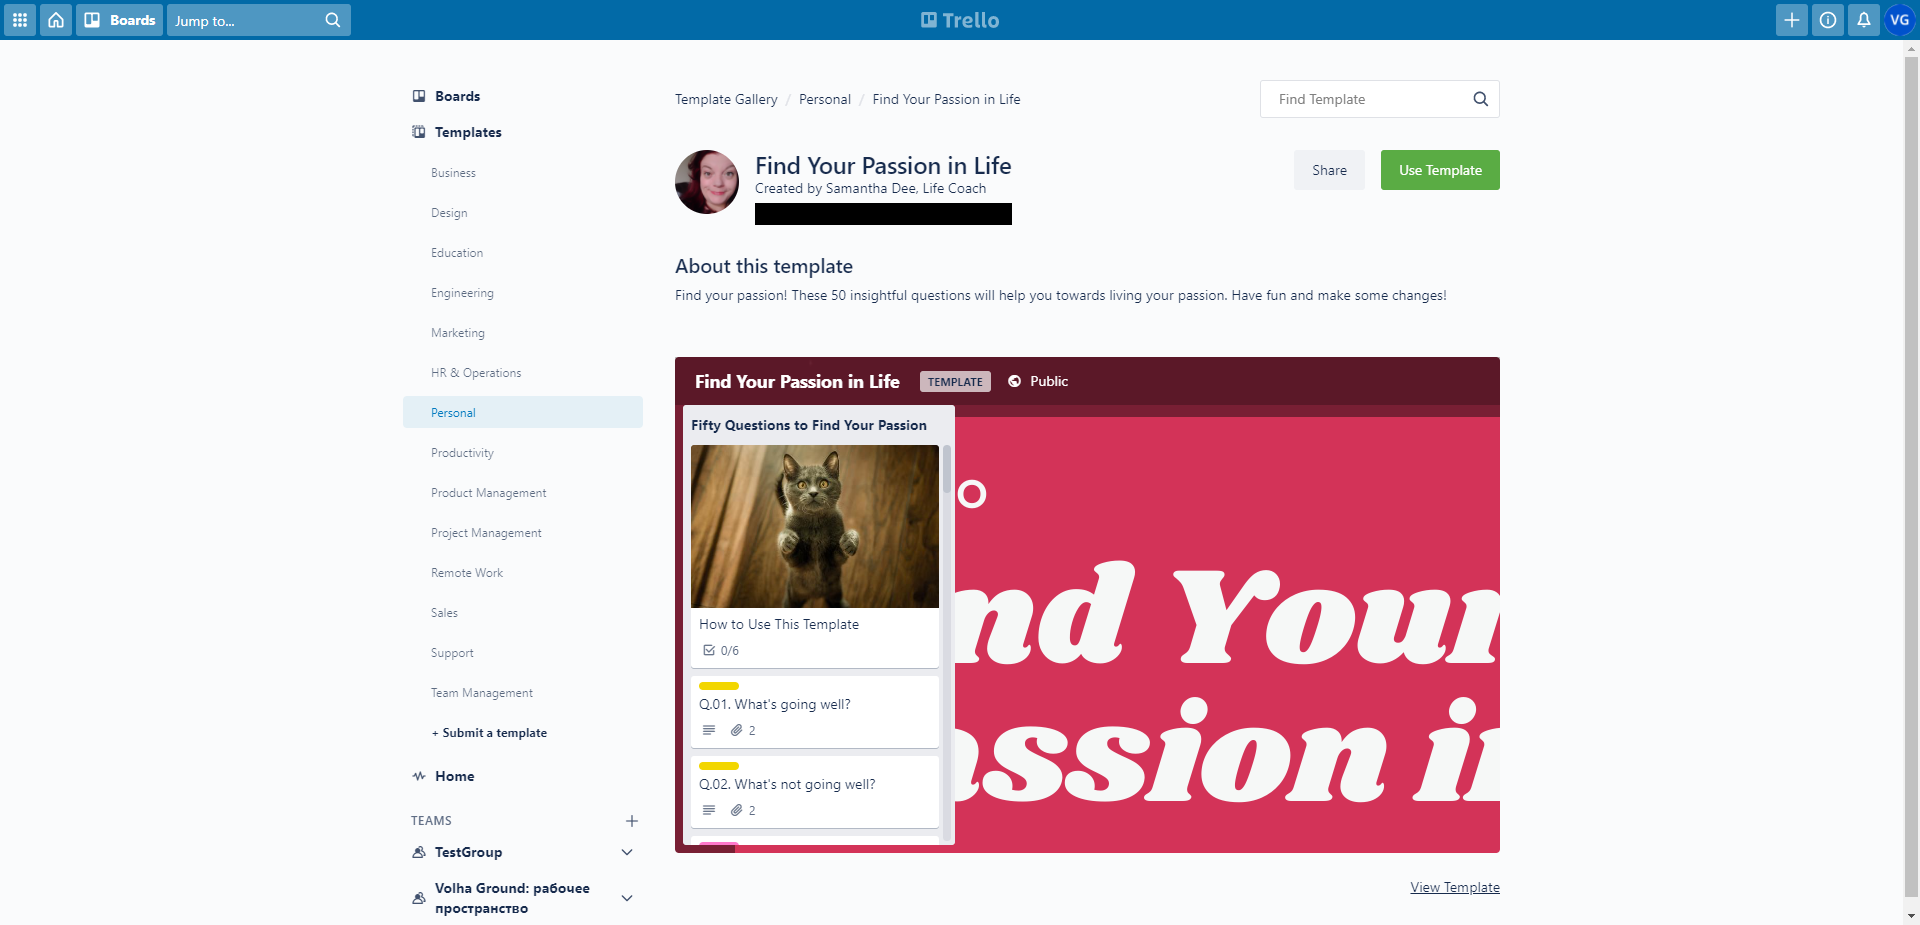 Boards
Jump to...
Trello
VG
Boards
Templates
Business
Design
Education
Engineering
Marketing
HR & Operations
Personal
Productivity
Product Management
Project Management
Remote Work
Sales
Support
Team Management
+ Submit a template
Home
TEAMS
TestGroup
Volha Ground: рабочее
пространство
Template Gallery / Personal / Find Your Passion in Life
Find Template
Find Your Passion in Life
Created by Samantha Dee, Life Coach
Share
Use Template
About this template
Find your passion! These 50 insightful questions will help you towards living your passion. Have fun and make some changes!
Find Your Passion in Life
TEMPLATE
Public
Fifty Questions to Find Your Passion
How to Use This Template
0/6
Q.01. What's going well?
2
Q.02. What's not going well?
2
nd Your
assion in
View Template